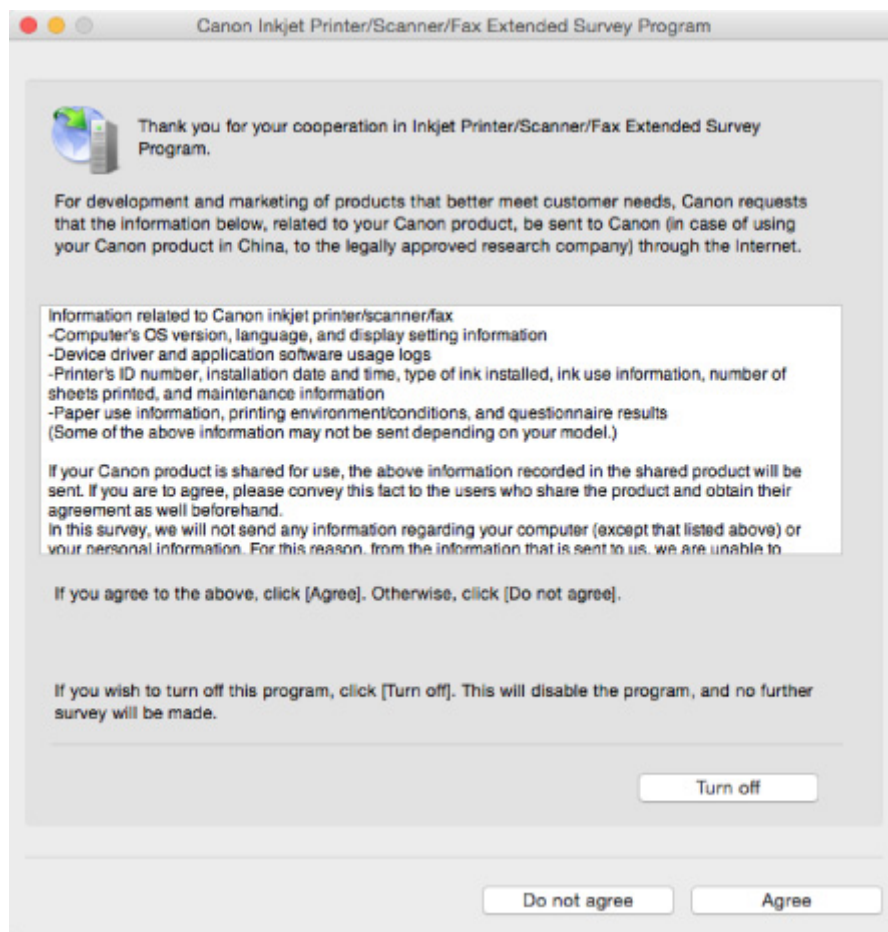 Canon Inkjet Printer/Scanner/Fax Extended Survey Program
Thank you for your cooperation in Inkjet Printer/Scanner/Fax Extended Survey
Program.
For development and marketing of products that better meet customer needs, Canon requests
that the information below, related to your Canon product, be sent to Canon (in case of using
your Canon product in China, to the legally approved research company) through the Internet.
Information related to Canon inkjet printer/scanner/fax
-Computer's OS version, language, and display setting information
-Device driver and application software usage logs
-Printer's ID number, installation date and time, type of ink installed, ink use information, number of
sheets printed, and maintenance information
-Paper use information, printing environment/conditions, and questionnaire results
(Some of the above information may not be sent depending on your model.)
If your Canon product is shared for use, the above information recorded in the shared product will be
sent. If you are to agree, please convey this fact to the users who share the product and obtain their
agreement as well beforehand.
In this survey, we will not send any information regarding your computer (except that listed above) or
your personal information. For this reason, from the information that is sent to us, we are unable to
If you agree to the above, click [Agree]. Otherwise, click [Do not agree].
If you wish to turn off this program, click [Turn off]. This will disable the program, and no further
survey will be made.
Turn off
Do not agree
Agree